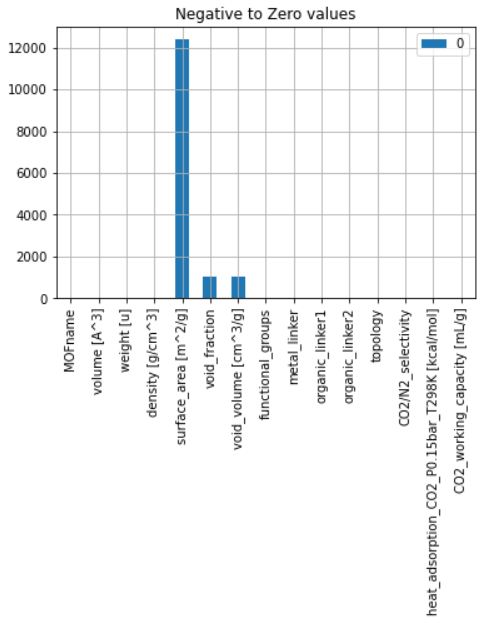 Negative to Zero values
0
12000
10000
8000
6000
4000
2000
0
MOFname
volume [A^3]
weight [u]
density [g/cm^3]
surface_area [m^2/g]
void_fraction
void_volume [cm^3/g]
functional_groups
metal_linker
organic_linker1
organic_linker2
topology
CO2/N2_selectivity
heat_adsorption_CO2_P0.15bar_T298K [kcal/mol]
CO2_working_capacity [mL/g]